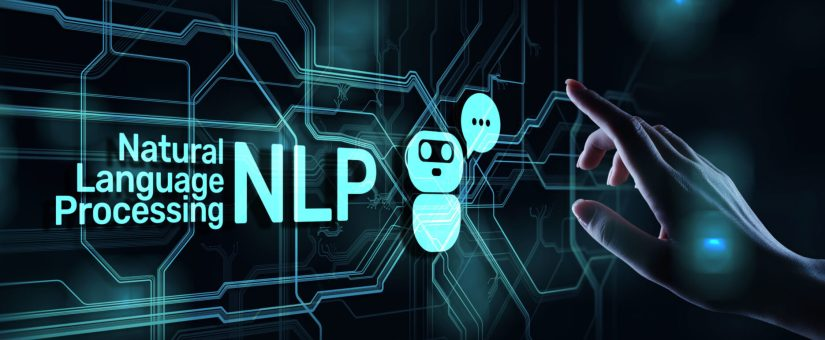 Natural
Language
Processing
NLP
...